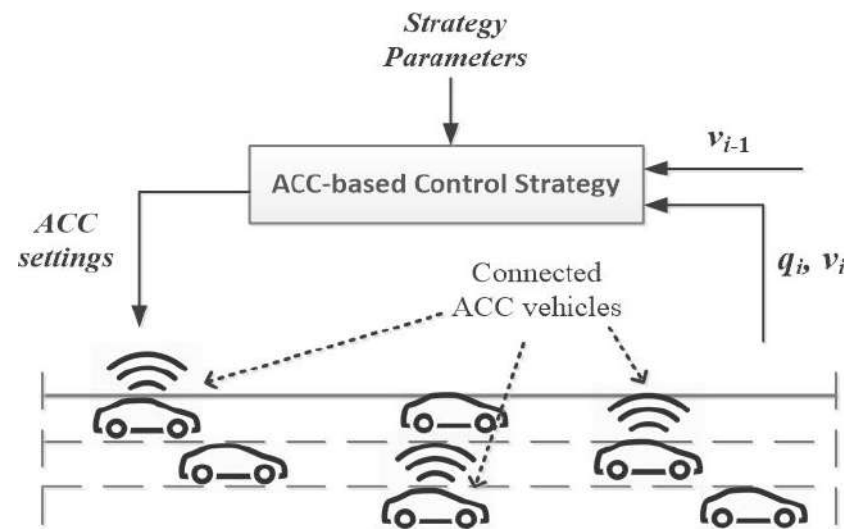 Strategy
Parameters
v_{i-1}
ACC-based Control Strategy
ACC
settings
Connected
ACC vehicles
q_i, v_i